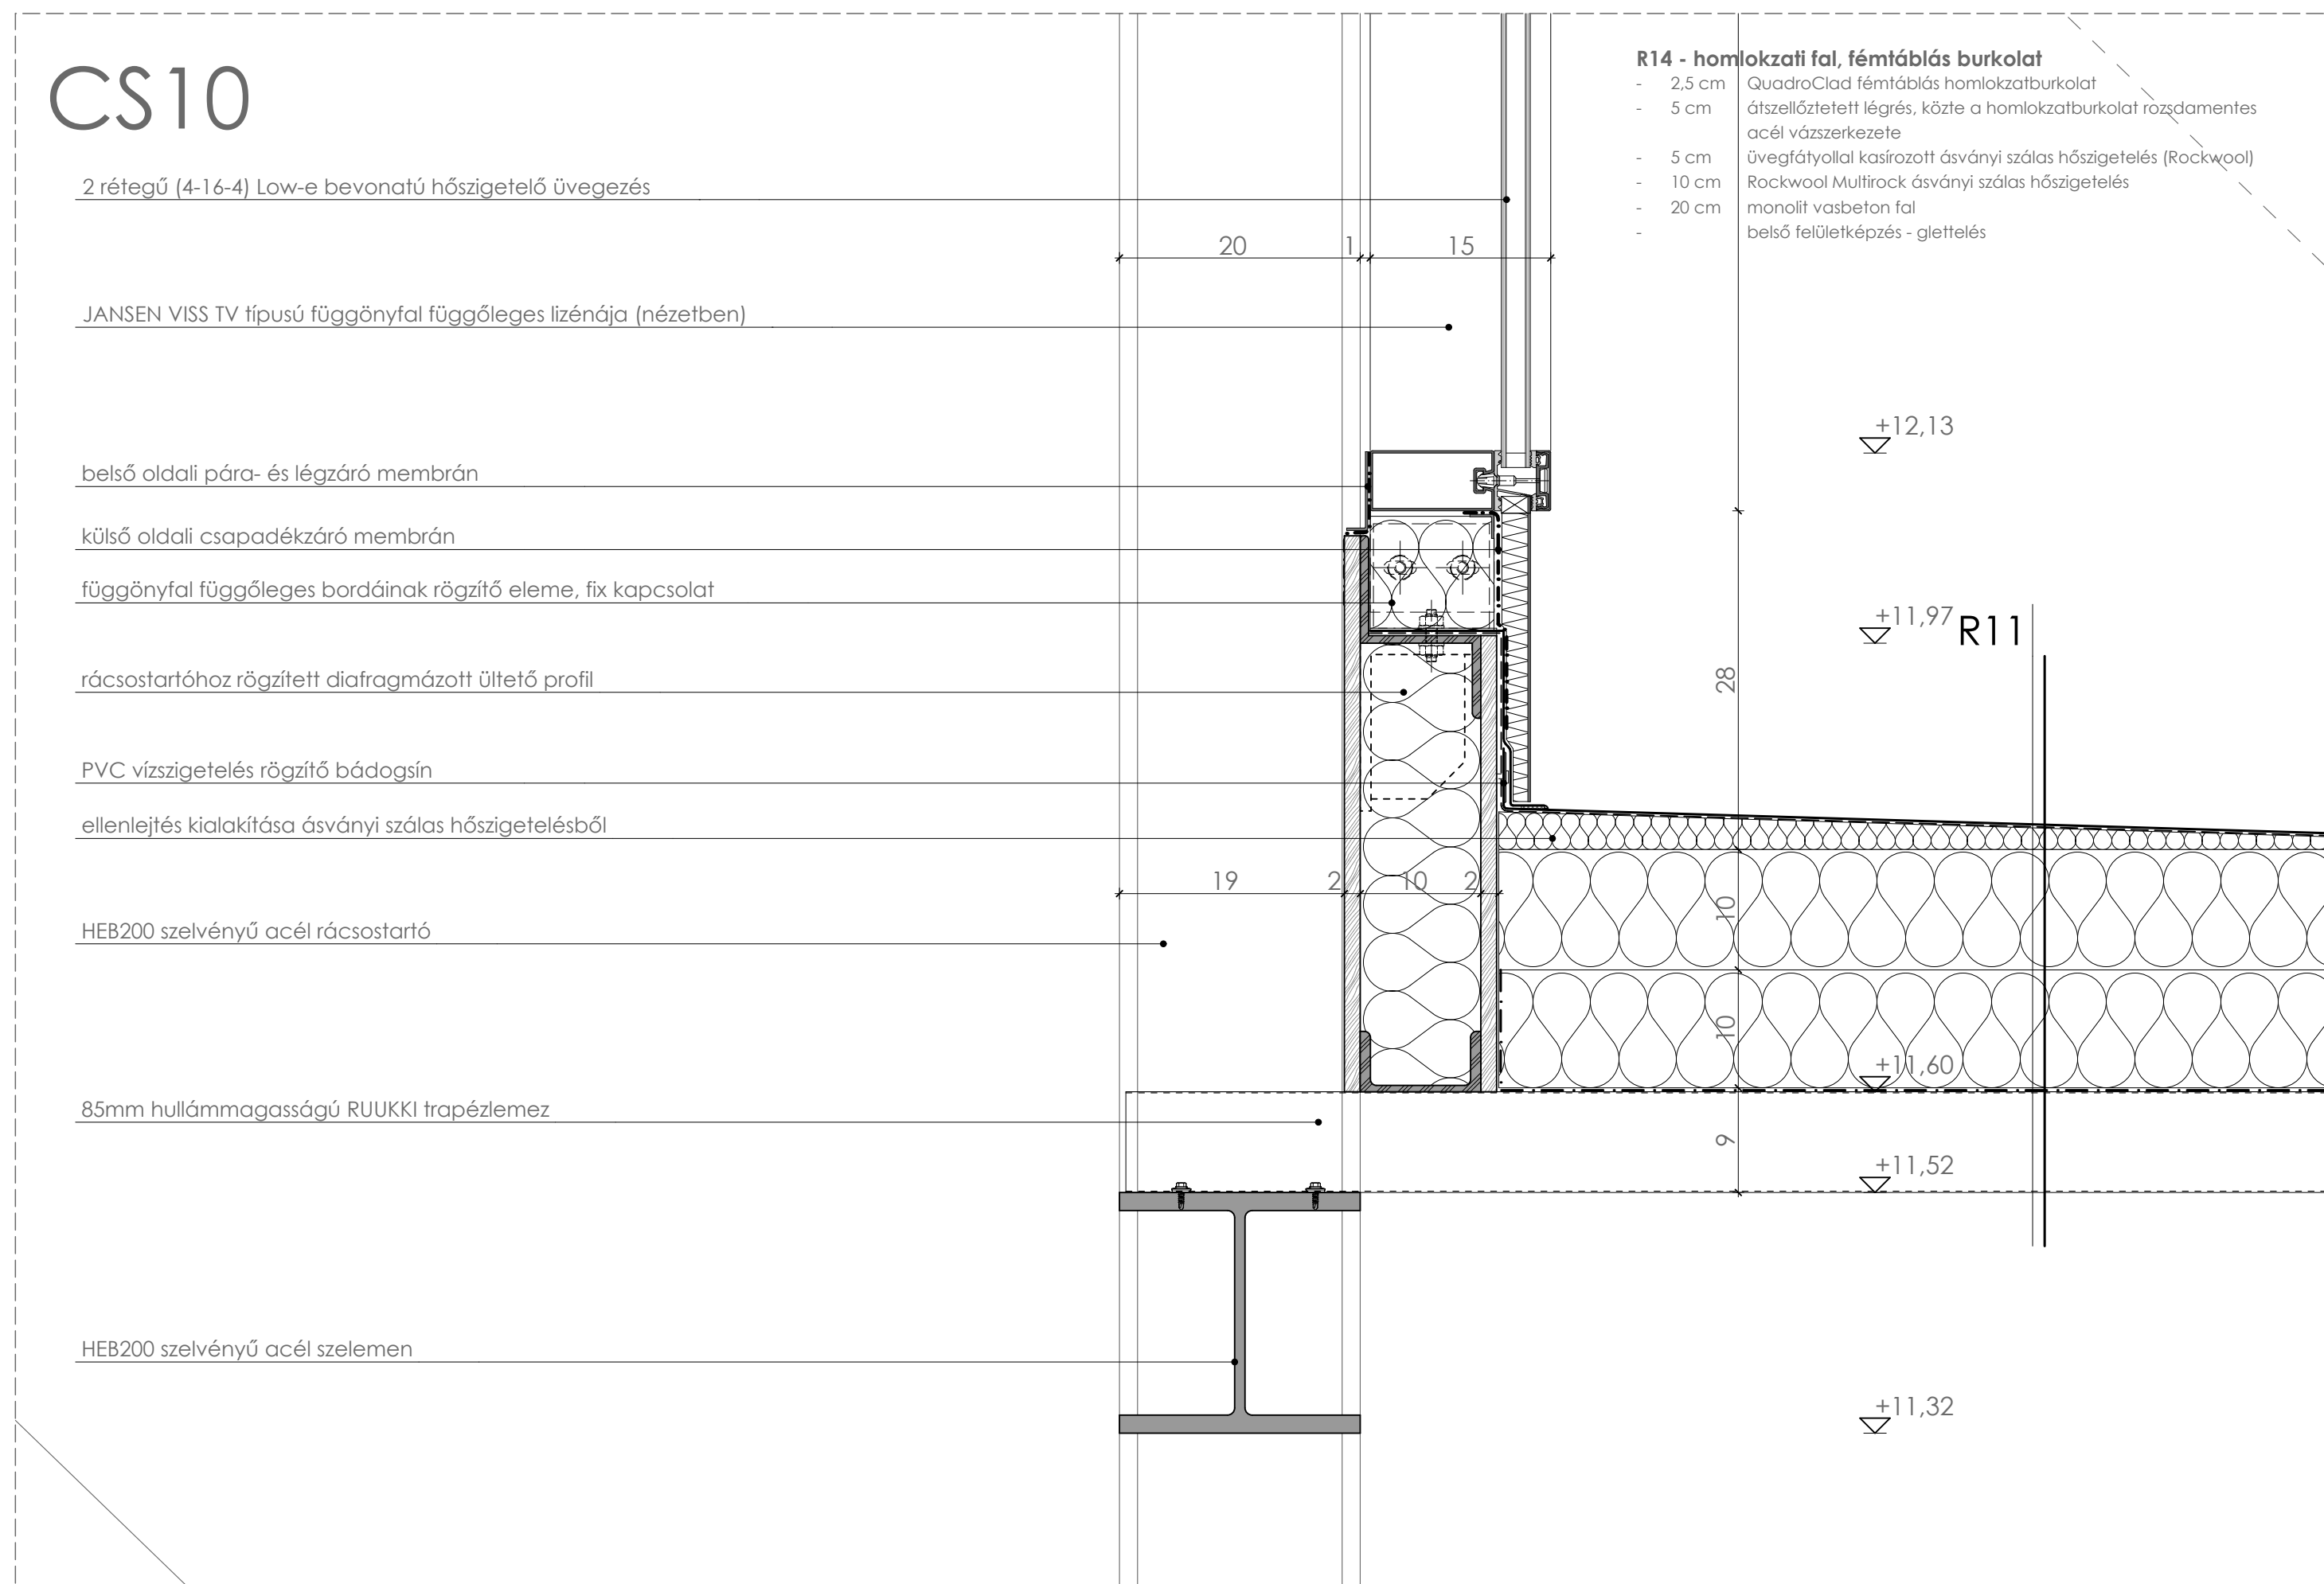 CS10
R14 - homlokzati fal, fémtáblás burkolat
- 2,5 cm QuadroClad fémtáblás homlokzatburkolat
- 5 cm átszellőztetett légrés, közte a homlokzatburkolat rozsdamentes
acél vázszerkezete
- 5 cm üvegfátyollal kasírozott ásványi szálas hőszigetelés (Rockwool)
- 10 cm Rockwool Multirock ásványi szálas hőszigetelés
- 20 cm monolit vasbeton fal
- belső felületképzés - glettelés
2 rétegű (4-16-4) Low-e bevonatú hőszigetelő üvegezés
20 1 15
JANSEN VISS TV típusú függönyfal függőleges lizénája (nézetben)
+12,13
belső oldali pára- és légzáró membrán
külső oldali csapadékzáró membrán
függönyfal függőleges bordáinak rögzítő eleme, fix kapcsolat
+11,97
R11
rácsostartóhoz rögzített diafragmázott ültető profil
28
PVC vízszigetelés rögzítő bádogsín
ellenlejtés kialakítása ásványi szálas hőszigetelésből
19 2 10 2
10
HEB200 szelvényű acél rácsostartó
10
+11,60
85mm hullámmagasságú RUUKKI trapézlemez
9
+11,52
HEB200 szelvényű acél szelemen
+11,32